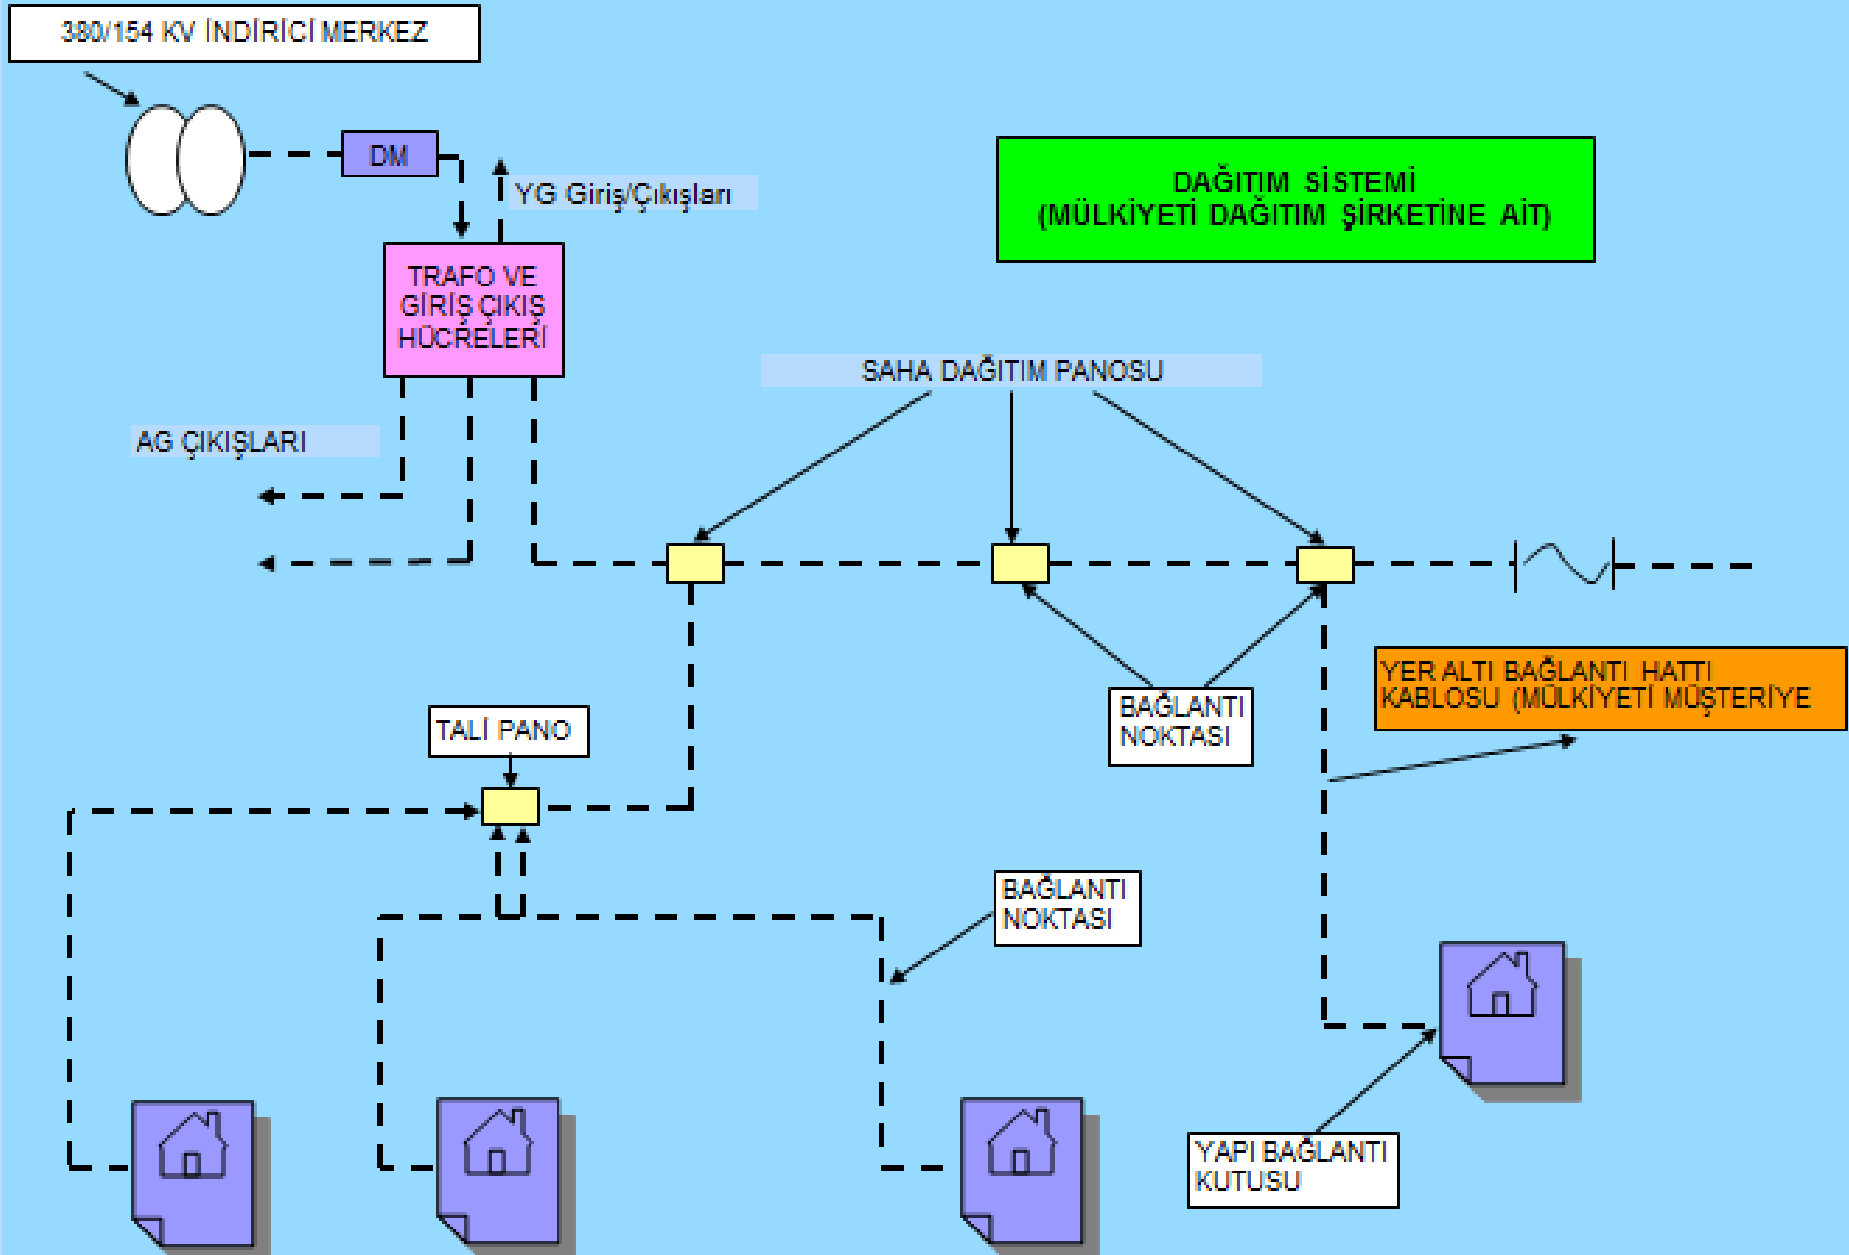 380/154 KV İNDİRİCİ MERKEZ
DM
YG Giriş/Çıkışları
DAĞITIM SİSTEMİ
(MÜLKİYETİ DAĞITIM ŞİRKETİNE AİT)
TRAFO VE
GİRİŞ ÇIKIŞ
HÜCRELERİ
SAHA DAĞITIM PANOSU
AG ÇIKIŞLARI
YER ALTI BAĞLANTI HATTI
KABLOSU (MÜLKİYETİ MÜŞTERİYE
BAĞLANTI
NOKTASI
TALİ PANO
BAĞLANTI
NOKTASI
YAPI BAĞLANTI
KUTUSU